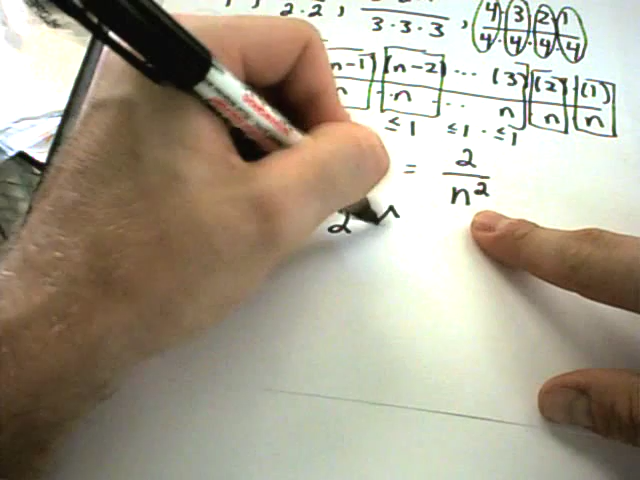 2·2 , 3·3·3 , 4/4 · 3/4 · 2/4 · 1/4
n-1) (n-2) ... (3) (2) (1)
n · n · .. n n n
≤ 1 ≤ 1 · ≤ 1
= 2/n²
2